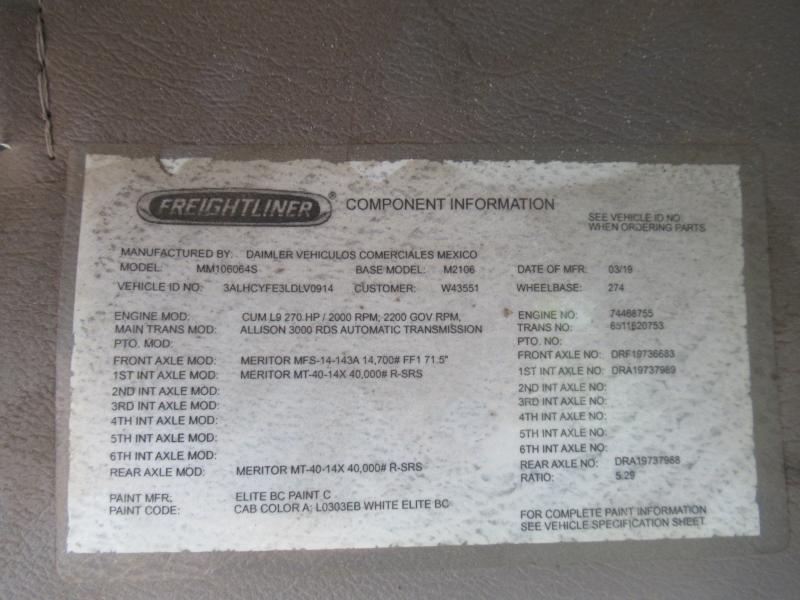 FREIGHTLINER ® COMPONENT INFORMATION
SEE VEHICLE ID NO
WHEN ORDERING PARTS
MANUFACTURED BY: DAIMLER VEHICULOS COMERCIALES MEXICO
MODEL: MM106064S BASE MODEL: M2106 DATE OF MFR: 03/19
VEHICLE ID NO: 3ALHCYFE3LDLV0914 CUSTOMER: W43551 WHEELBASE: 274
ENGINE MOD: CUM L9 270 HP / 2000 RPM; 2200 GOV RPM, ENGINE NO: 74468755
MAIN TRANS MOD: ALLISON 3000 RDS AUTOMATIC TRANSMISSION TRANS NO: 6511820753
PTO. MOD: PTO. NO:
FRONT AXLE MOD: MERITOR MFS-14-143A 14,700# FF1 71.5" FRONT AXLE NO: DRF19736683
1ST INT AXLE MOD: MERITOR MT-40-14X 40,000# R-SRS 1ST INT AXLE NO: DRA19737989
2ND INT AXLE MOD: 2ND INT AXLE NO:
3RD INT AXLE MOD: 3RD INT AXLE NO:
4TH INT AXLE MOD: 4TH INT AXLE NO:
5TH INT AXLE MOD: 5TH INT AXLE NO:
6TH INT AXLE MOD: 6TH INT AXLE NO:
REAR AXLE MOD: MERITOR MT-40-14X 40,000# R-SRS REAR AXLE NO: DRA19737988
RATIO: 5.29
PAINT MFR: ELITE BC PAINT C
PAINT CODE: CAB COLOR A: L0303EB WHITE ELITE BC
FOR COMPLETE PAINT INFORMATION
SEE VEHICLE SPECIFICATION SHEET